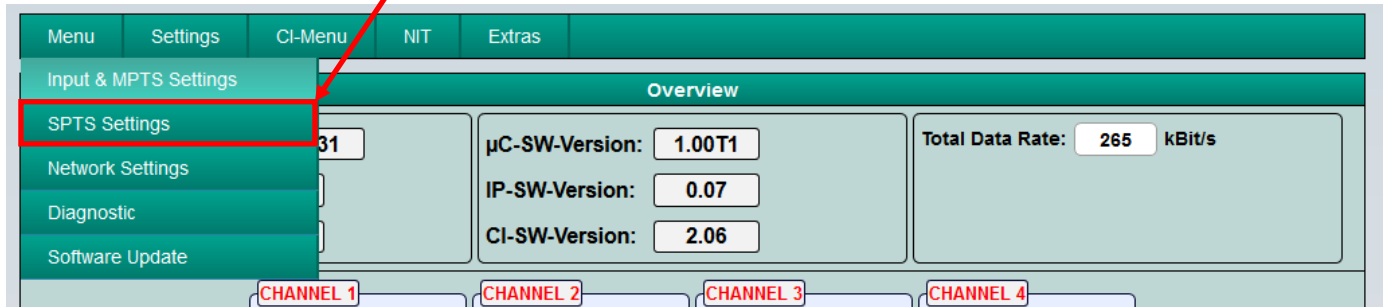 Menu Settings CI-Menu NIT Extras
Input & MPTS Settings
Overview
SPTS Settings
31
µC-SW-Version: 1.00T1
Total Data Rate: 265 kBit/s
Network Settings
IP-SW-Version: 0.07
Diagnostic
CI-SW-Version: 2.06
Software Update
CHANNEL 1 CHANNEL 2 CHANNEL 3 CHANNEL 4